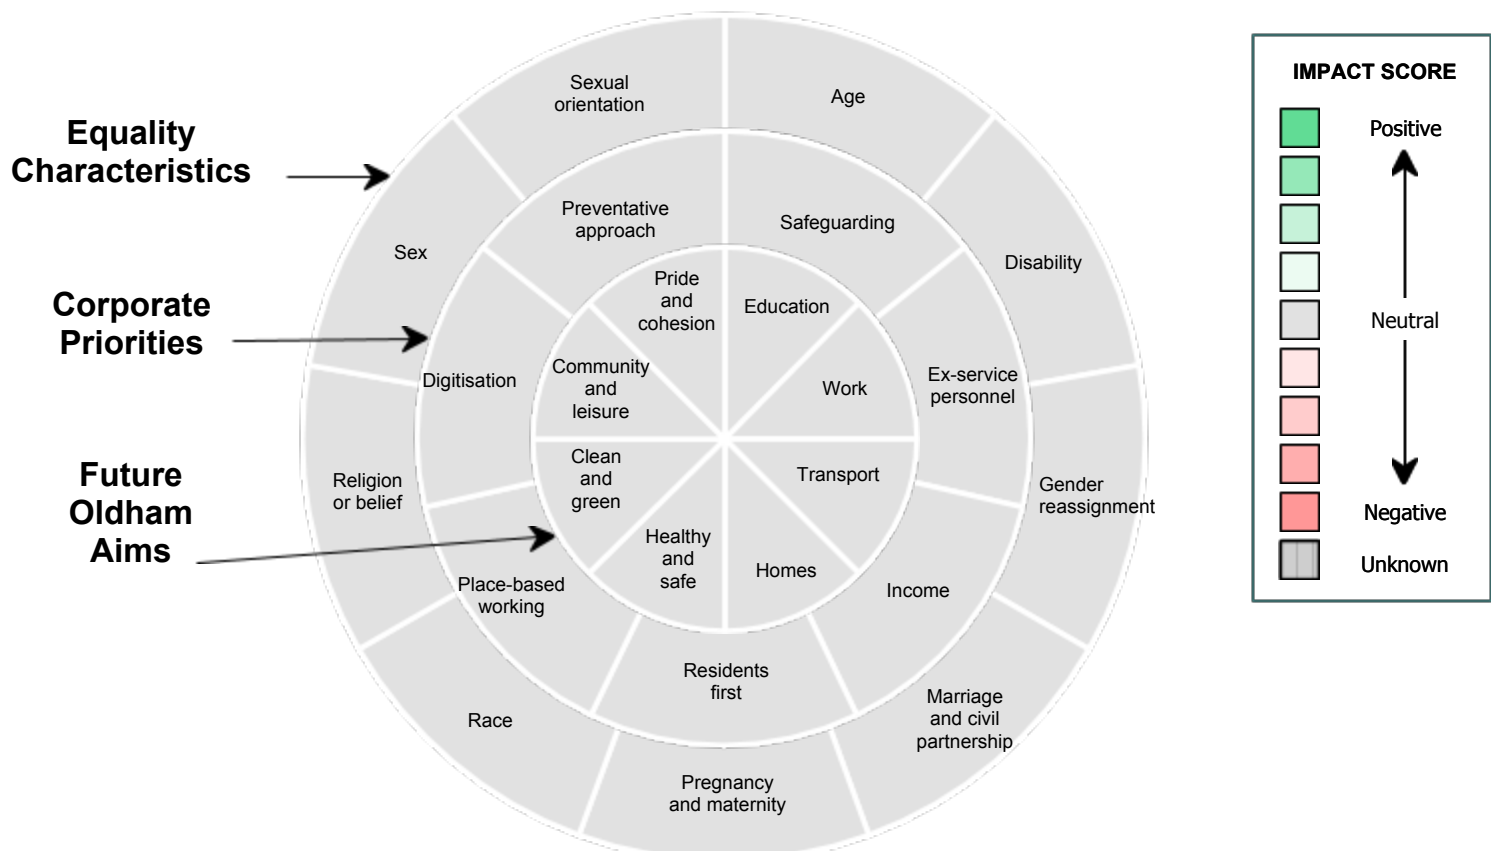 Equality
Characteristics
Corporate
Priorities
Future
Oldham
Aims
Sexual
orientation
Age
Sex
Disability
Religion
or belief
Gender
reassignment
Race
Marriage
and civil
partnership
Pregnancy
and maternity
Preventative
approach
Safeguarding
Digitisation
Ex-service
personnel
Place-based
working
Income
Residents
first
Pride
and
cohesion
Education
Community
and
leisure
Work
Clean
and
green
Transport
Healthy
and
safe
Homes
IMPACT SCORE
Positive
Neutral
Negative
Unknown